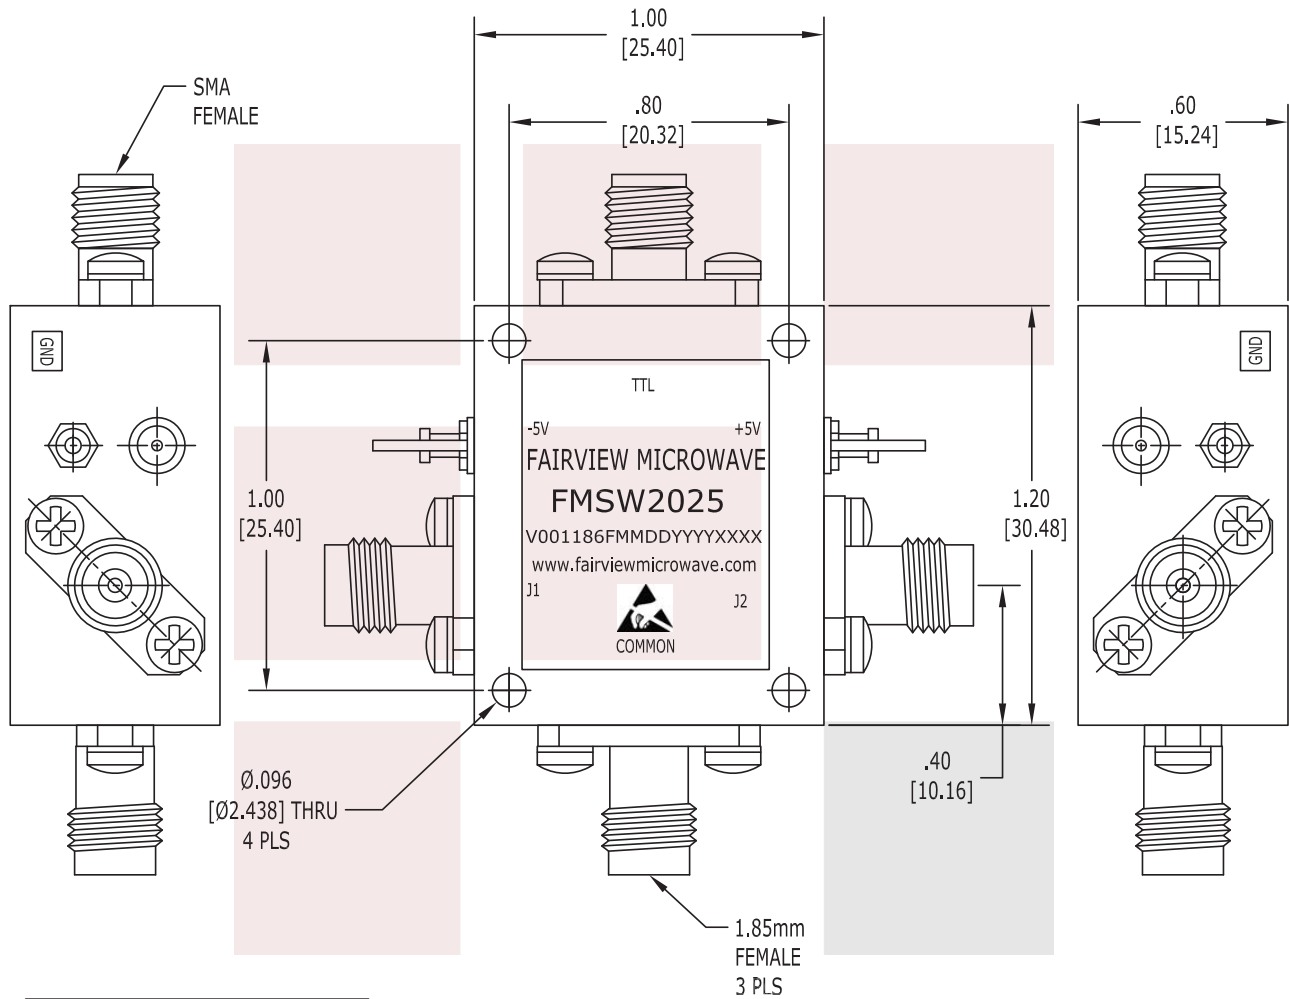 1.00
[25.40]
SMA
FEMALE
.80
[20.32]
.60
[15.24]
GND
GND
TTL
-5V
+5V
FAIRVIEW MICROWAVE
FMSW2025
V001186FMMDDYYYYXXXX
www.fairviewmicrowave.com
J1
J2
COMMON
1.00
[25.40]
1.20
[30.48]
.40
[10.16]
Ø.096
[Ø2.438] THRU
4 PLS
1.85mm
FEMALE
3 PLS